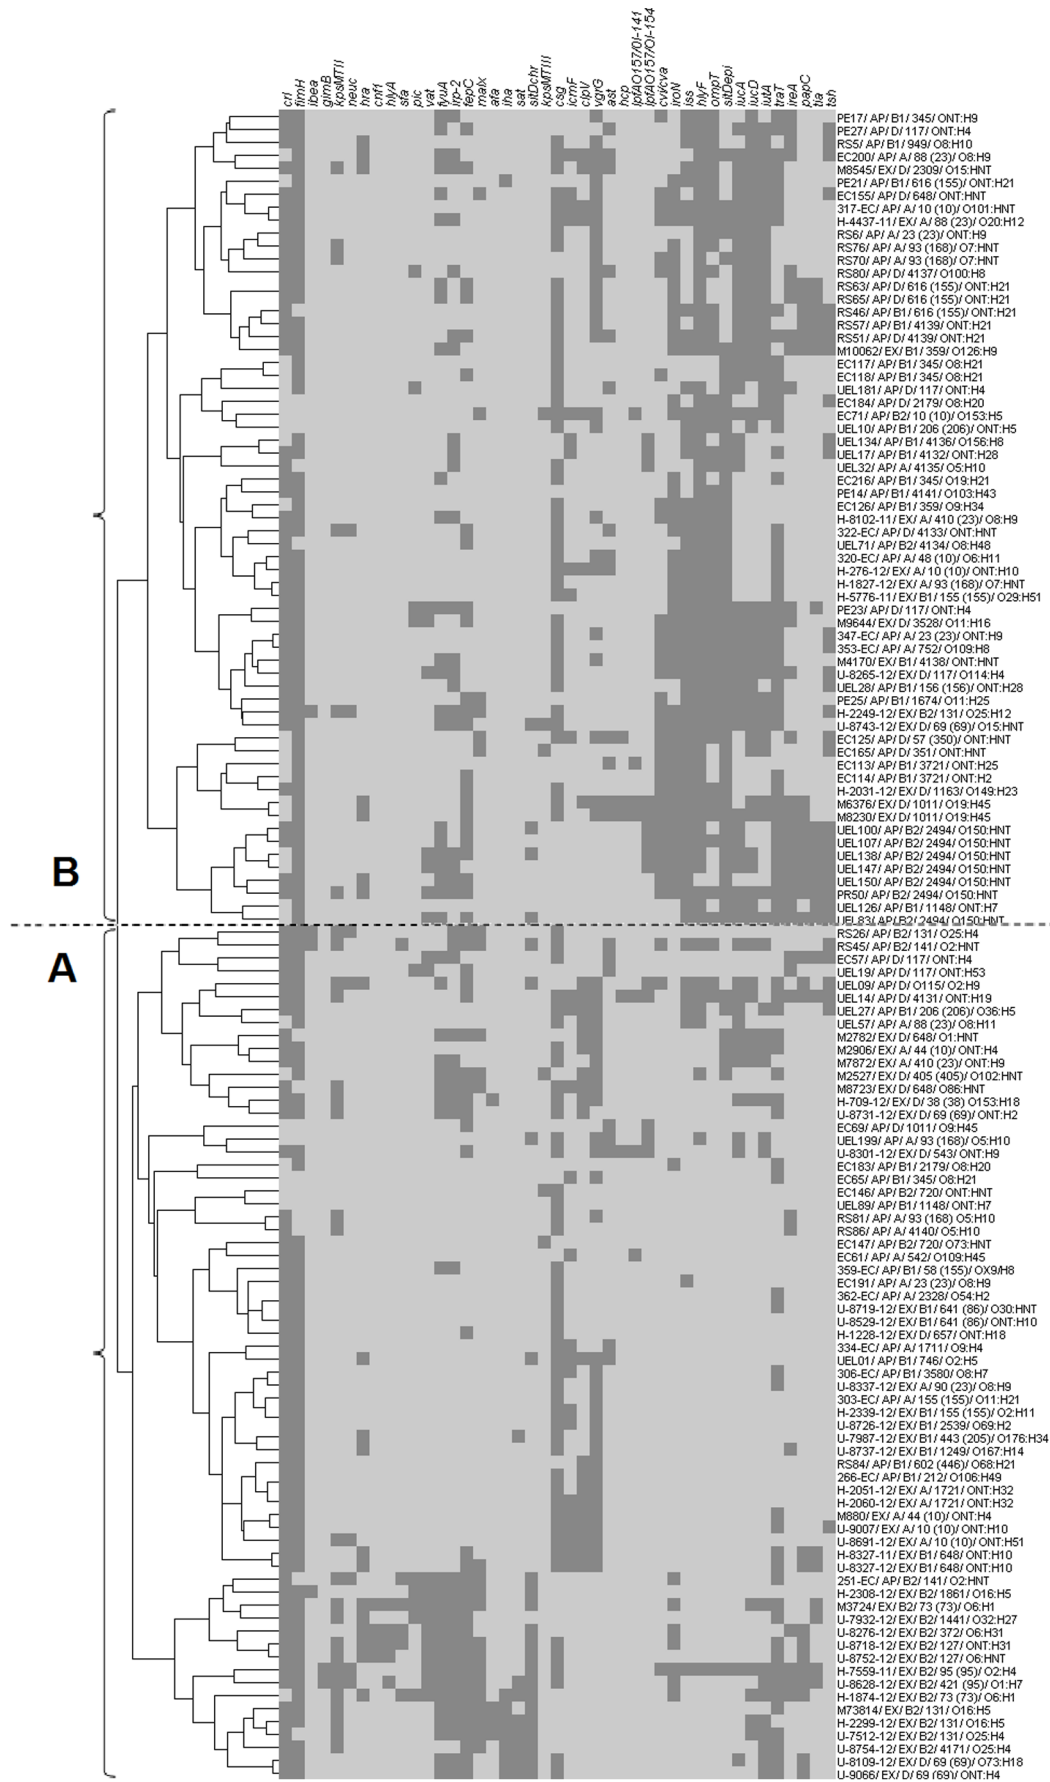 crl fimH ibea gimB kpsMTII neuc hra cnf1 hlyA sfa pic vat fyuA irp-2 fepC malx afa iha sat sitDchr kpsMTIII csg icmF clpV vgrG ast hcp lpfAO157/OI-141 lpfAO157/OI-154 cvi/cva iroN iss hlyF ompT sitDepi iucA iucD iutA traT ireA papC tia tsh
PE17/ AP/ B1/ 345/ ONT:H9
PE27/ AP/ D/ 117/ ONT:H4
RS5/ AP/ B1/ 949/ O8:H10
EC200/ AP/ A/ 88 (23)/ O8:H9
M8545/ EX/ D/ 2309/ O15:HNT
PE21/ AP/ B1/ 616 (155)/ ONT:H21
EC155/ AP/ D/ 648/ ONT:HNT
317-EC/ AP/ A/ 10 (10)/ O101:HNT
H-4437-11/ EX/ A/ 88 (23)/ O20:H12
RS6/ AP/ A/ 23 (23)/ ONT:H9
RS76/ AP/ A/ 93 (168)/ O7:HNT
RS70/ AP/ A/ 93 (168)/ O7:HNT
RS80/ AP/ D/ 4137/ O100:H8
RS63/ AP/ D/ 616 (155)/ ONT:H21
RS65/ AP/ D/ 616 (155)/ ONT:H21
RS46/ AP/ B1/ 616 (155)/ ONT:H21
RS57/ AP/ B1/ 4139/ ONT:H21
RS51/ AP/ D/ 4139/ ONT:H21
M10062/ EX/ B1/ 359/ O126:H9
EC117/ AP/ B1/ 345/ O8:H21
EC118/ AP/ B1/ 345/ O8:H21
UEL181/ AP/ D/ 117/ ONT:H4
EC184/ AP/ D/ 2179/ O8:H20
EC71/ AP/ B2/ 10 (10)/ O153:H5
UEL10/ AP/ B1/ 206 (206)/ ONT:H5
UEL134/ AP/ B1/ 4136/ O156:H8
UEL17/ AP/ B1/ 4132/ ONT:H28
UEL32/ AP/ A/ 4135/ O5:H10
EC216/ AP/ B1/ 345/ O19:H21
PE14/ AP/ B1/ 4141/ O103:H43
EC126/ AP/ B1/ 359/ O9:H34
H-8102-11/ EX/ A/ 410 (23)/ O8:H9
322-EC/ AP/ D/ 4133/ ONT:HNT
UEL71/ AP/ B2/ 4134/ O8:H48
320-EC/ AP/ A/ 48 (10)/ O6:H11
H-276-12/ EX/ A/ 10 (10)/ ONT:H10
H-1827-12/ EX/ A/ 93 (168)/ O7:HNT
H-5776-11/ EX/ B1/ 155 (155)/ O29:H51
PE23/ AP/ D/ 117/ ONT:H4
M9644/ EX/ D/ 3528/ O11:H16
347-EC/ AP/ A/ 23 (23)/ ONT:H9
353-EC/ AP/ A/ 752/ O109:H8
M4170/ EX/ B1/ 4138/ ONT:HNT
U-8265-12/ EX/ D/ 117/ O114:H4
UEL28/ AP/ B1/ 156 (156)/ ONT:H28
PE25/ AP/ B1/ 1674/ O11:H25
H-2249-12/ EX/ B2/ 131/ O25:H12
U-8743-12/ EX/ D/ 69 (69)/ O15:HNT
EC125/ AP/ D/ 57 (350)/ ONT:HNT
EC165/ AP/ D/ 351/ ONT:HNT
EC113/ AP/ B1/ 3721/ ONT:H25
EC114/ AP/ B1/ 3721/ ONT:H2
H-2031-12/ EX/ D/ 1163/ O149:H23
M6376/ EX/ D/ 1011/ O19:H45
M8230/ EX/ D/ 1011/ O19:H45
UEL100/ AP/ B2/ 2494/ O150:HNT
UEL107/ AP/ B2/ 2494/ O150:HNT
UEL138/ AP/ B2/ 2494/ O150:HNT
B
UEL147/ AP/ B2/ 2494/ O150:HNT
UEL150/ AP/ B2/ 2494/ O150:HNT
PR50/ AP/ B2/ 2494/ O150:HNT
UEL126/ AP/ B1/ 1148/ ONT:H7
UEL83/ AP/ B2/ 2494/ O150:HNT
RS26/ AP/ B2/ 131/ O25:H4
RS45/ AP/ B2/ 141/ O2:HNT
EC57/ AP/ D/ 117/ ONT:H4
A
UEL19/ AP/ D/ 117/ ONT:H53
UEL09/ AP/ D/ O115/ O2:H9
UEL14/ AP/ D/ 4131/ ONT:H19
UEL27/ AP/ B1/ 206 (206)/ O36:H5
UEL57/ AP/ A/ 88 (23)/ O8:H11
M2782/ EX/ D/ 648/ O1:HNT
M2906/ EX/ A/ 44 (10)/ ONT:H4
M7872/ EX/ A/ 410 (23)/ ONT:H9
M2527/ EX/ D/ 405 (405)/ O102:HNT
M8723/ EX/ D/ 648/ O86:HNT
H-709-12/ EX/ D/ 38 (38) O153:H18
U-8731-12/ EX/ D/ 69 (69)/ ONT:H2
EC69/ AP/ D/ 1011/ O9:H45
UEL199/ AP/ A/ 93 (168)/ O5:H10
U-8301-12/ EX/ D/ 543/ ONT:H9
EC183/ AP/ B1/ 2179/ O8:H20
EC65/ AP/ B1/ 345/ O8:H21
EC146/ AP/ B2/ 720/ ONT:HNT
UEL89/ AP/ B1/ 1148/ ONT:H7
RS81/ AP/ A/ 93 (168) O5:H10
RS86/ AP/ A/ 4140/ O5:H10
EC147/ AP/ B2/ 720/ O73:HNT
EC61/ AP/ A/ 542/ O109:H45
359-EC/ AP/ B1/ 58 (155)/ OX9/H8
EC191/ AP/ A/ 23 (23)/ O8:H9
362-EC/ AP/ A/ 2328/ O54:H2
U-8719-12/ EX/ B1/ 641 (86)/ O30:HNT
U-8529-12/ EX/ B1/ 641 (86)/ ONT:H10
H-1228-12/ EX/ D/ 657/ ONT:H18
334-EC/ AP/ A/ 1711/ O9:H4
UEL01/ AP/ B1/ 746/ O2:H5
306-EC/ AP/ B1/ 3580/ O8:H7
U-8337-12/ EX/ A/ 90 (23)/ O8:H9
303-EC/ AP/ A/ 155 (155)/ O11:H21
H-2339-12/ EX/ B1/ 155 (155)/ O2:H11
U-8726-12/ EX/ B1/ 2539/ O69:H2
U-7987-12/ EX/ B1/ 443 (205)/ O176:H34
U-8737-12/ EX/ B1/ 1249/ O167:H14
RS84/ AP/ B1/ 602 (446)/ O68:H21
266-EC/ AP/ B1/ 212/ O106:H49
H-2051-12/ EX/ A/ 1721/ ONT:H32
H-2060-12/ EX/ A/ 1721/ ONT:H32
M880/ EX/ A/ 44 (10)/ ONT:H4
U-9007/ EX/ A/ 10 (10)/ ONT:H10
U-8691-12/ EX/ A/ 10 (10)/ ONT:H51
H-8327-11/ EX/ B1/ 648/ ONT:H10
U-8327-12/ EX/ B1/ 648/ ONT:H10
251-EC/ AP/ B2/ 141/ O2:HNT
H-2308-12/ EX/ B2/ 1861/ O16:H5
M3724/ EX/ B2/ 73 (73)/ O6:H1
U-7932-12/ EX/ B2/ 1441/ O32:H27
U-8276-12/ EX/ B2/ 372/ O6:H31
U-8718-12/ EX/ B2/ 127/ ONT:H31
U-8752-12/ EX/ B2/ 127/ O6:HNT
H-7559-11/ EX/ B2/ 95 (95)/ O2:H4
U-8628-12/ EX/ B2/ 421 (95)/ O1:H7
H-1874-12/ EX/ B2/ 73 (73)/ O6:H1
M73814/ EX/ B2/ 131/ O16:H5
H-2299-12/ EX/ B2/ 131/ O16:H5
U-7512-12/ EX/ B2/ 131/ O25:H4
U-8754-12/ EX/ B2/ 4171/ O25:H4
U-8109-12/ EX/ D/ 69 (69)/ O73:H18
U-9066/ EX/ D/ 69 (69)/ ONT:H4